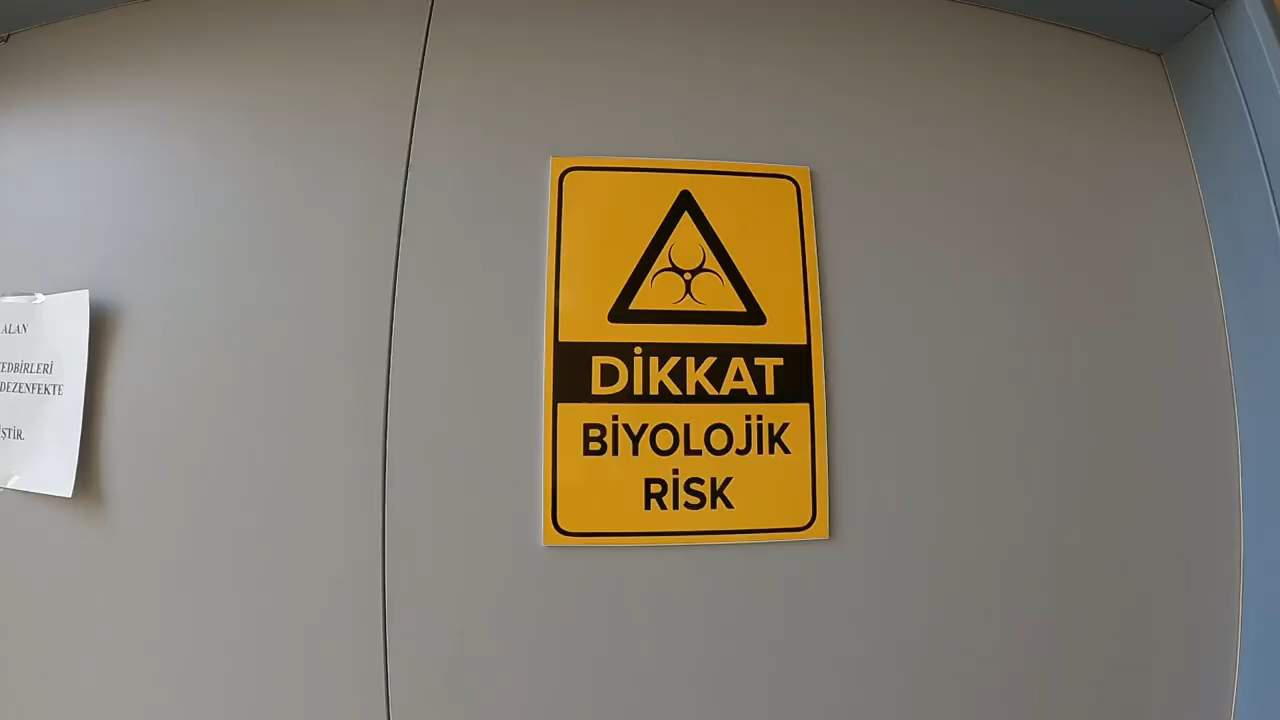 ALAN
TEDBİRLERİ
DEZENFEKTE
İŞTİR.
DİKKAT
BİYOLOJİK
RİSK